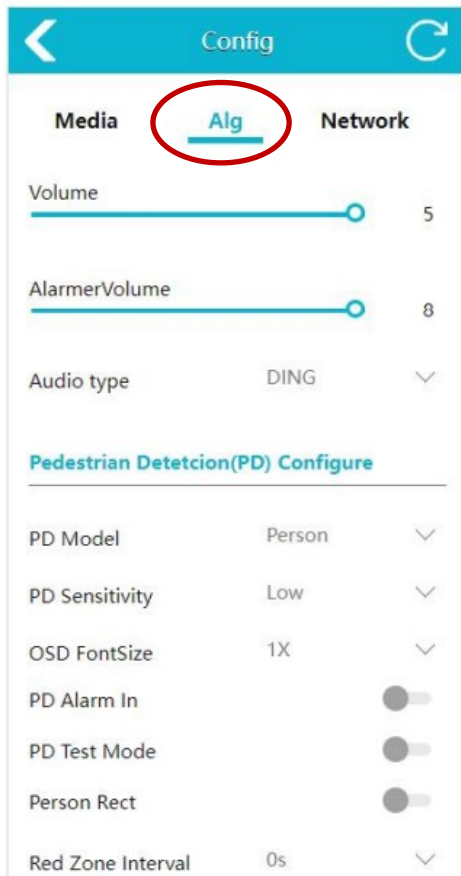 Config
Media Alg Network
Volume
5
AlarmerVolume
8
Audio type DING
Pedestrian Detetcion(PD) Configure
PD Model Person
PD Sensitivity Low
OSD FontSize 1X
PD Alarm In
PD Test Mode
Person Rect
Red Zone Interval 0s